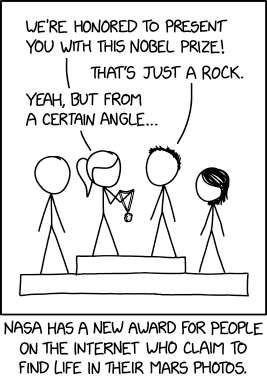 WE'RE HONORED TO PRESENT
YOU WITH THIS NOBEL PRIZE!
THAT'S JUST A ROCK.
YEAH, BUT FROM
A CERTAIN ANGLE...
NASA HAS A NEW AWARD FOR PEOPLE
ON THE INTERNET WHO CLAIM TO
FIND LIFE IN THEIR MARS PHOTOS.